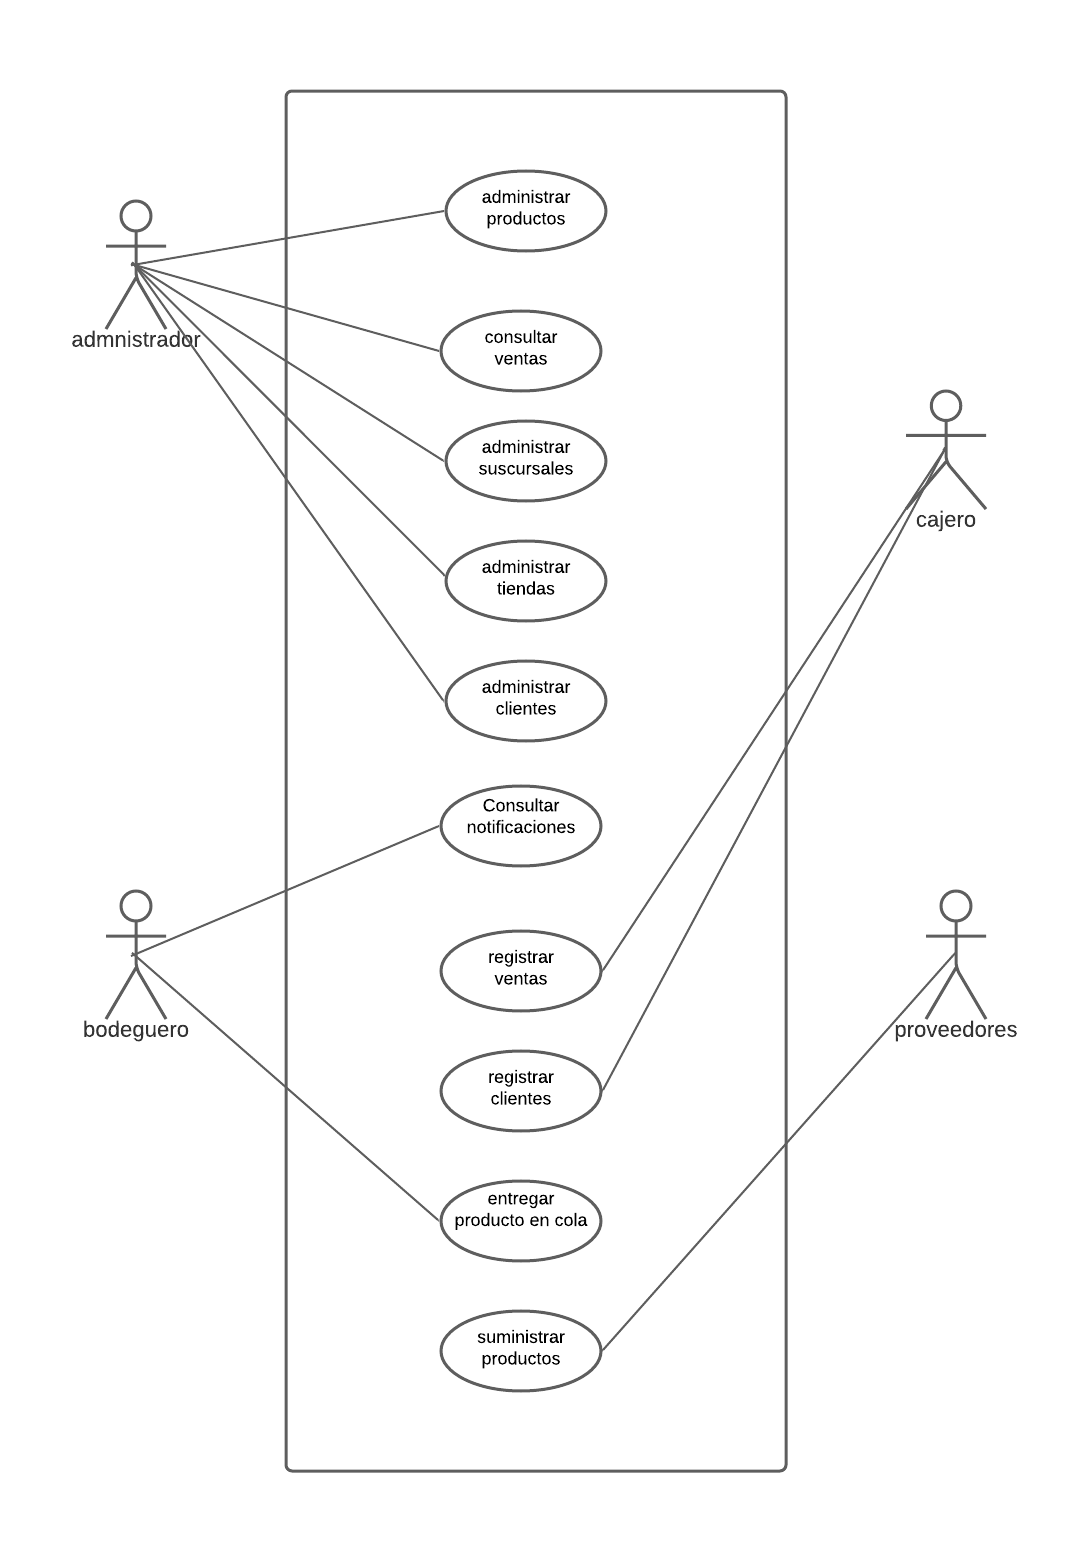 administrar
productos
admnistrador
consultar
ventas
administrar
suscursales
cajero
administrar
tiendas
administrar
clientes
Consultar
notificaciones
bodeguero
registrar
ventas
proveedores
registrar
clientes
entregar
producto en cola
suministrar
productos